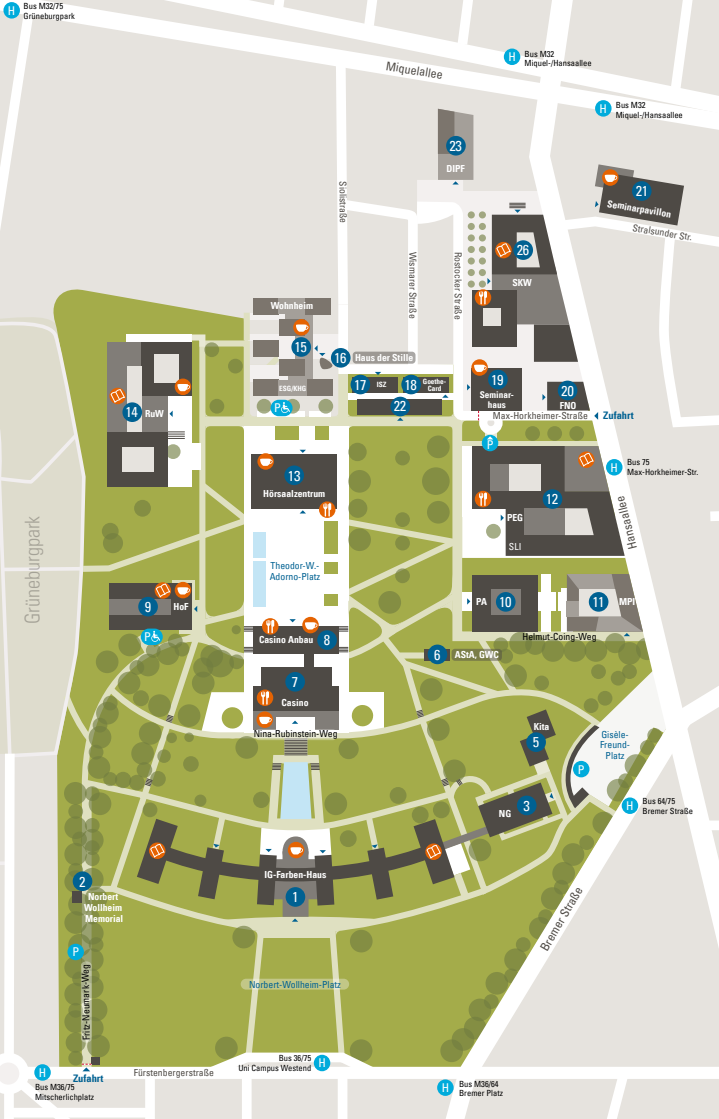 H
Bus M32/75
Grüneburgpark
H
Bus M32
Miquel-/Hansaallee
Miquelallee
H
Bus M32
Miquel-/Hansaallee
23
DIPF
21
Seminarpavillon
Stralsunder Str.
Siolistraße
Wismarer Straße
Rostocker Straße
26
SKW
Wohnheim
15
16
Haus der Stille
ESG/KHG
17
ISZ
18
Goethe-
Card
22
P
19
Seminar-
haus
20
FNO
Max-Horkheimer-Straße
Zufahrt
P
14
RuW
13
Hörsaalzentrum
H
Bus 75
Max-Horkheimer-Str.
12
PEG
SLI
Hansaallee
Grüneburgpark
Theodor-W.-
Adorno-Platz
9
HoF
P
PA
10
11
MPI
Helmut-Coing-Weg
Casino Anbau
8
6
AStA, GWC
7
Casino
Nina-Rubinstein-Weg
Kita
5
Gisèle-
Freund-
Platz
P
NG
3
H
Bus 64/75
Bremer Straße
IG-Farben-Haus
1
2
Norbert
Wollheim
Memorial
P
Fritz-Neumark-Weg
Norbert-Wollheim-Platz
Bremer Straße
Bus 36/75
Uni Campus Westend
H
Zufahrt
Fürstenbergerstraße
H
Bus M36/75
Mitscherlichplatz
H
Bus M36/64
Bremer Platz